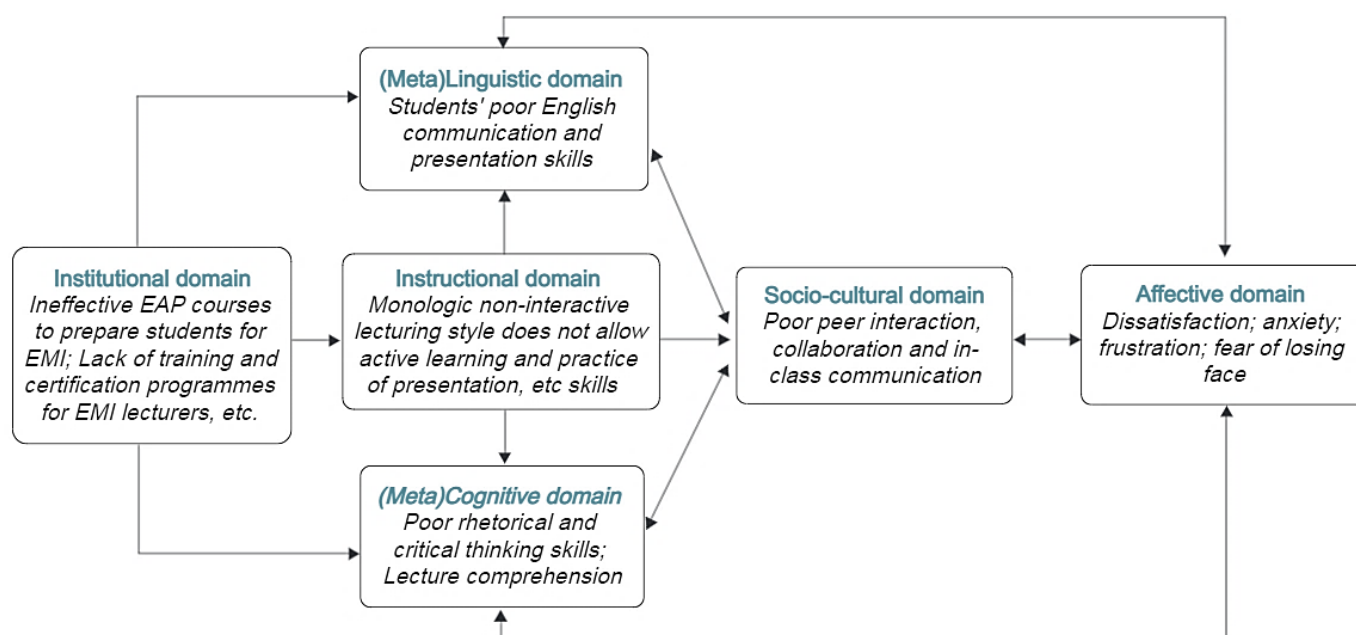 (Meta)Linguistic domain
Students' poor English
communication and
presentation skills
Institutional domain
Ineffective EAP courses
to prepare students for
EMI; Lack of training and
certification programmes
for EMI lecturers, etc.
Instructional domain
Monologic non-interactive
lecturing style does not allow
active learning and practice
of presentation, etc skills
Socio-cultural domain
Poor peer interaction,
collaboration and in-
class communication
Affective domain
Dissatisfaction; anxiety;
frustration; fear of losing
face
(Meta)Cognitive domain
Poor rhetorical and
critical thinking skills;
Lecture comprehension